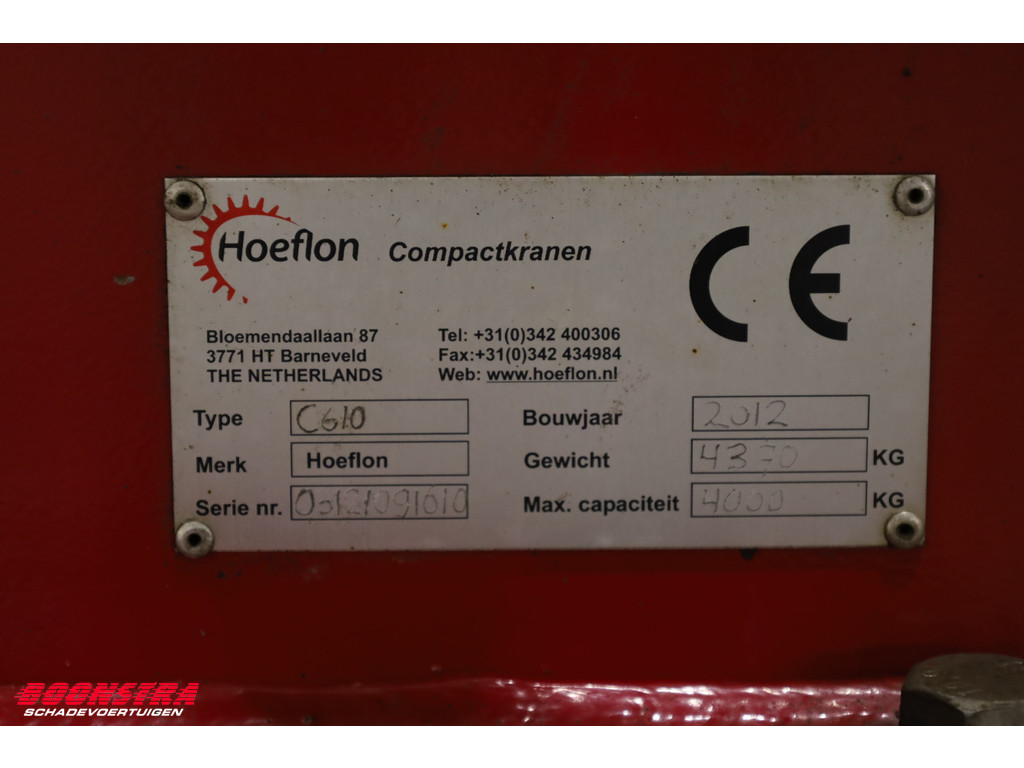 Hoeflon Compactkranen
CE
Bloemendaallaan 87
3771 HT Barneveld
THE NETHERLANDS
Tel: +31(0)342 400306
Fax:+31(0)342 434984
Web: www.hoeflon.nl
Type C610
Merk Hoeflon
Serie nr.
Bouwjaar 2012
Gewicht 4370 KG
Max. capaciteit 4000 KG
BOONSTRA
SCHADEVOERTUIGEN